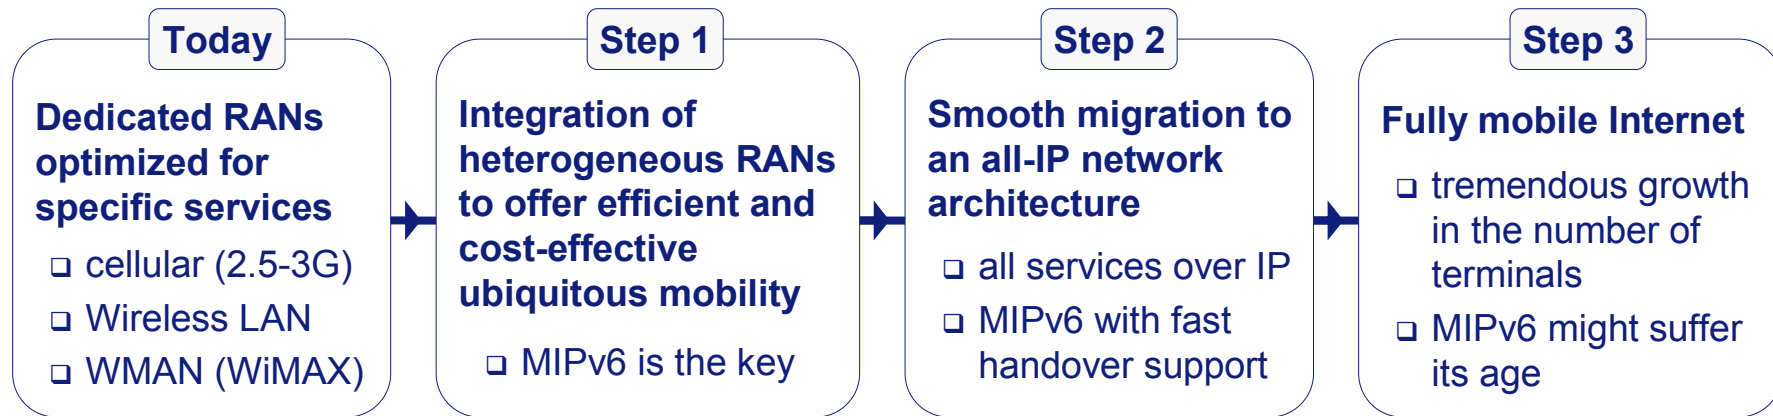 Today
Dedicated RANs
optimized for
specific services
❑ cellular (2.5-3G)
❑ Wireless LAN
❑ WMAN (WiMAX)
Step 1
Integration of
heterogeneous RANs
to offer efficient and
cost-effective
ubiquitous mobility
❑ MIPv6 is the key
Step 2
Smooth migration to
an all-IP network
architecture
❑ all services over IP
❑ MIPv6 with fast
handover support
Step 3
Fully mobile Internet
❑ tremendous growth
in the number of
terminals
❑ MIPv6 might suffer
its age